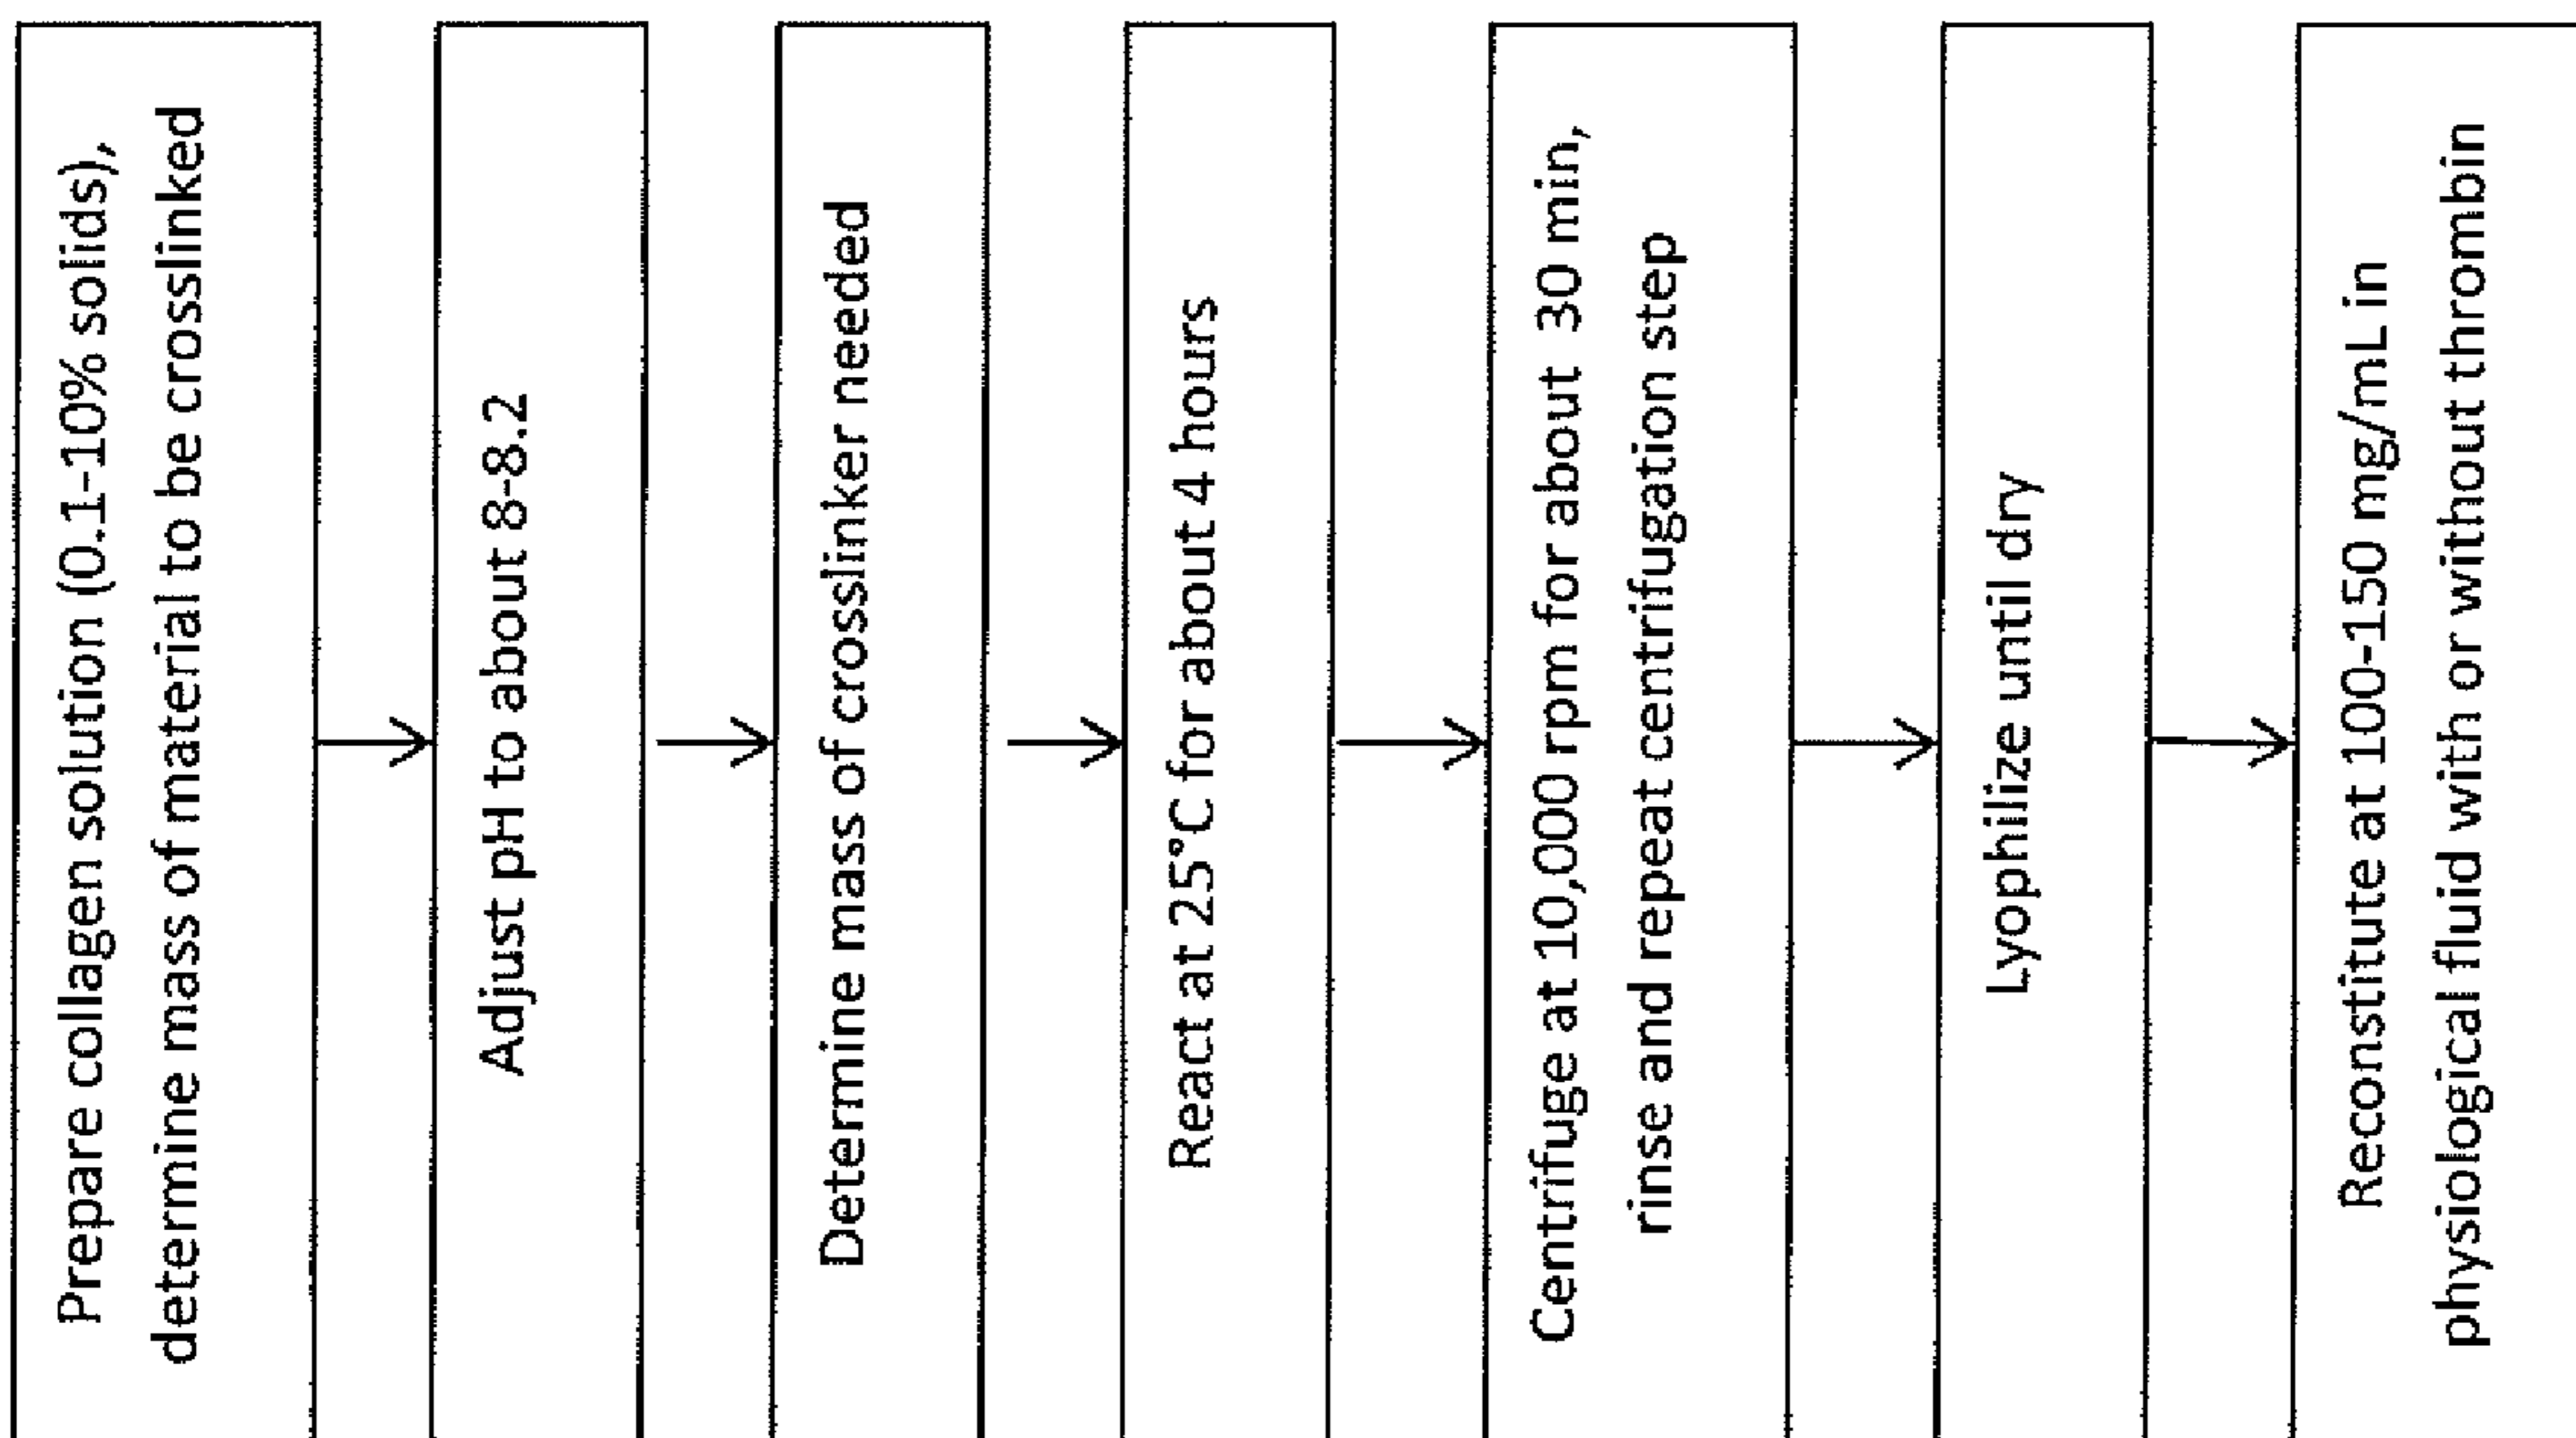 Prepare collagen solution (0.1-10% solids),
determine mass of material to be crosslinked
Adjust pH to about 8-8.2
Determine mass of crosslinker needed
React at 25°C for about 4 hours
Centrifuge at 10,000 rpm for about 30 min,
rinse and repeat centrifugation step
Lyophilize until dry
Reconstitute at 100-150 mg/mL in
physiological fluid with or without thrombin